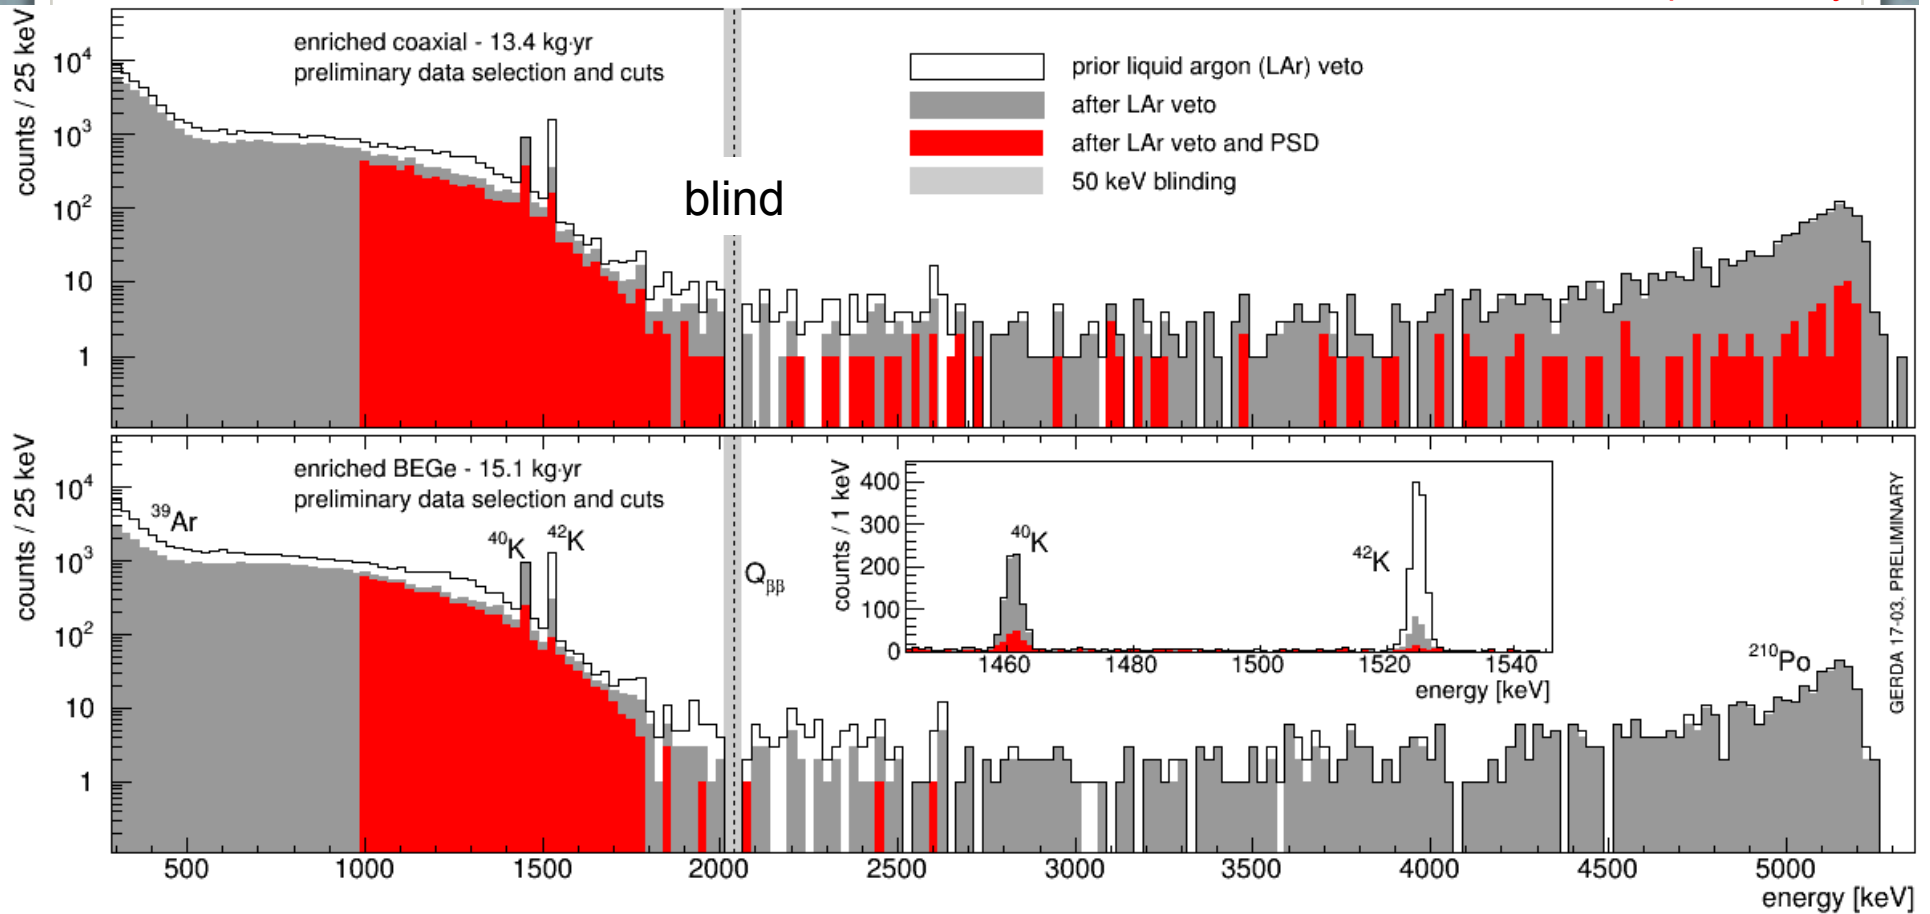 counts / 25 keV
10⁴
10³
10²
10
1
enriched coaxial - 13.4 kg·yr
preliminary data selection and cuts
blind
prior liquid argon (LAr) veto
after LAr veto
after LAr veto and PSD
50 keV blinding
counts / 25 keV
10⁴
10³
10²
10
1
enriched BEGe - 15.1 kg·yr
preliminary data selection and cuts
³⁹Ar
⁴⁰K
⁴²K
Qββ
counts / 1 keV
400
300
200
100
0
⁴⁰K
⁴²K
1460 1480 1500 1520 1540
energy [keV]
²¹⁰Po
GERDA 17-03, PRELIMINARY
500 1000 1500 2000 2500 3000 3500 4000 4500 5000
energy [keV]